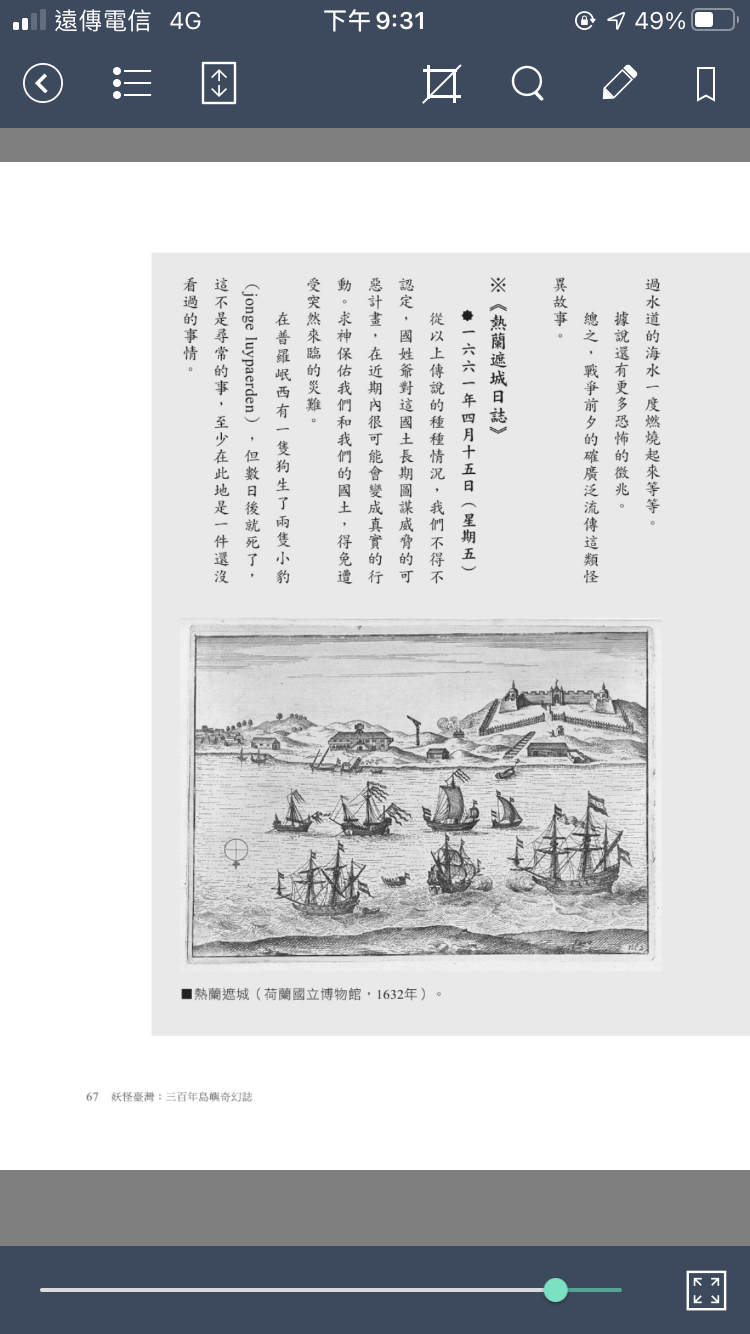 遠傳電信 4G 下午9:31 49%
過水道的海水一度燃燒起來等等。
據說還有更多恐怖的徵兆。
總之，戰爭前夕的確廣泛流傳這類怪
異故事。
※《熱蘭遮城日誌》
●一六六一年四月十五日（星期五）
從以上傳說的種種情況，我們不得不
認定，國姓爺對這國土長期圖謀威脅的可
惡計畫，在近期內很可能會變成真實的行
動。求神保佑我們和我們的國土，得免遭
受突然來臨的災難。
在普羅岷西有一隻狗生了兩隻小豹
（jonge luypaerden），但數日後就死了，
這不是尋常的事，至少在此地是一件還沒
看過的事情。
■熱蘭遮城（荷蘭國立博物館，1632年）。
67 妖怪臺灣：三百年島嶼奇幻誌